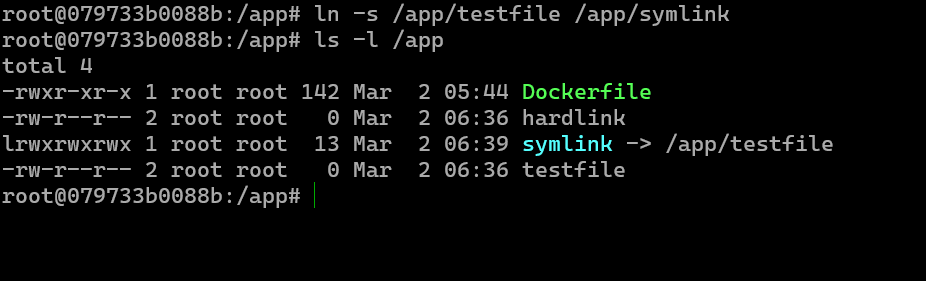 root@079733b0088b:/app# ln -s /app/testfile /app/symlink
root@079733b0088b:/app# ls -l /app
total 4
-rwxr-xr-x 1 root root 142 Mar  2 05:44 Dockerfile
-rw-r--r-- 2 root root   0 Mar  2 06:36 hardlink
lrwxrwxrwx 1 root root  13 Mar  2 06:39 symlink -> /app/testfile
-rw-r--r-- 2 root root   0 Mar  2 06:36 testfile
root@079733b0088b:/app#